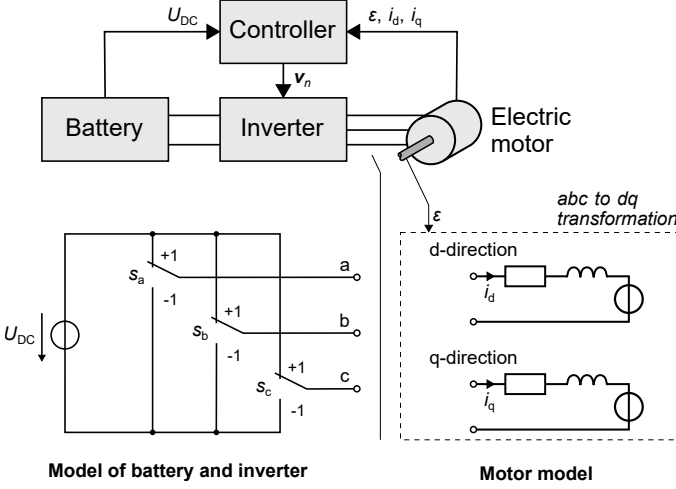 U_DC
Controller
ε, i_d, i_q
v_n
Battery
Inverter
Electric
motor
ε
abc to dq
transformation
+1
s_a
-1
a
+1
s_b
-1
b
+1
s_c
-1
c
U_DC
d-direction
i_d
q-direction
i_q
Model of battery and inverter
Motor model